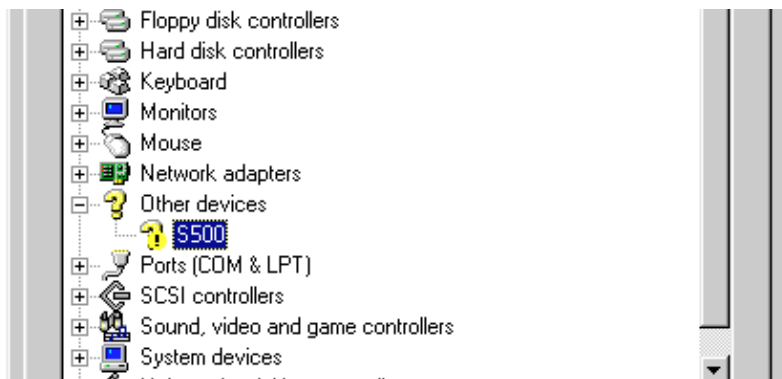 Floppy disk controllers
Hard disk controllers
Keyboard
Monitors
Mouse
Network adapters
Other devices
S500
Ports (COM & LPT)
SCSI controllers
Sound, video and game controllers
System devices